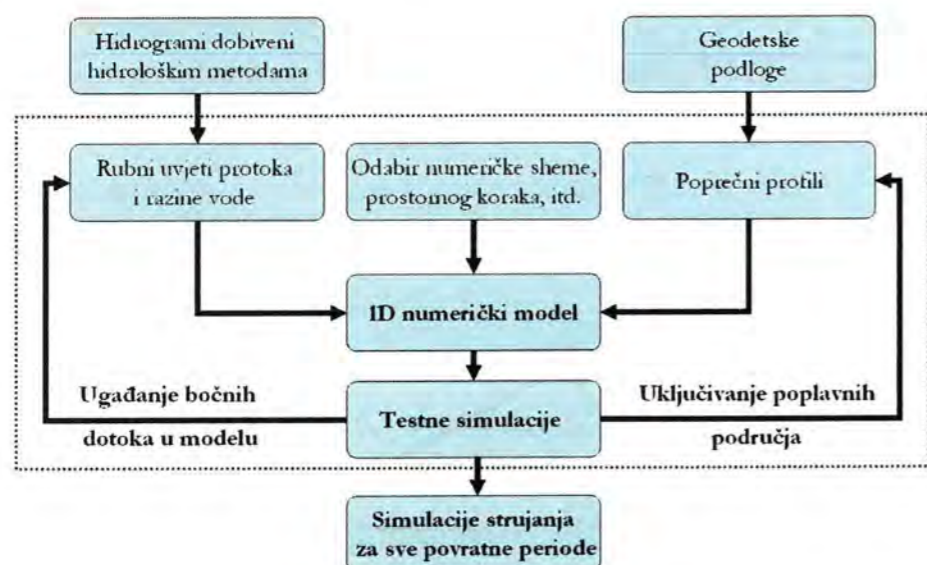 Hidrogrami dobiveni
hidrološkim metodama
Geodetske
podloge
Rubni uvjeti protoka
i razine vode
Odabir numeričke sheme,
prostornog koraka, itd.
Poprečni profili
1D numerički model
Ugađanje bočnih
dotoka u modelu
Testne simulacije
Uključivanje poplavnih
područja
Simulacije strujanja
za sve povratne periode